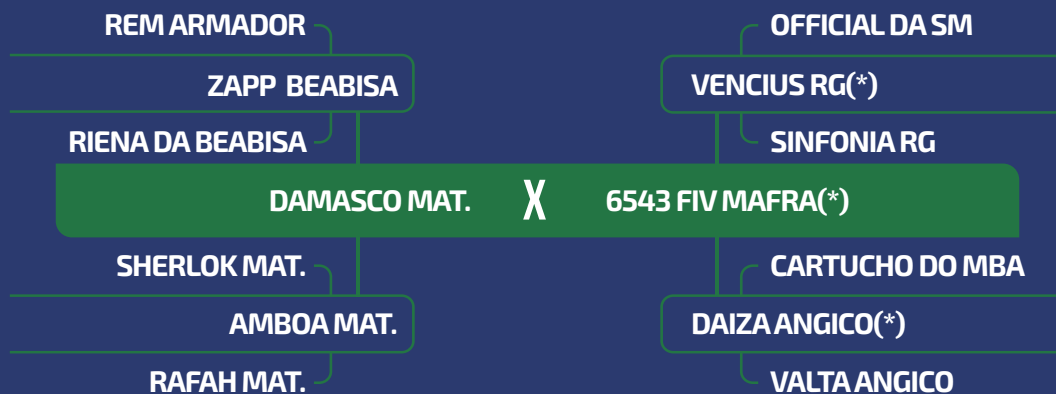 REM ARMADOR
OFFICIAL DA SM
ZAPP BEABISA
VENCIUS RG(*)
RIENA DA BEABISA
SINFONIA RG
DAMASCO MAT. X 6543 FIV MAFRA(*)
SHERLOK MAT.
CARTUCHO DO MBA
AMBOA MAT.
DAIZA ANGICO(*)
RAFAH MAT.
VALTA ANGICO